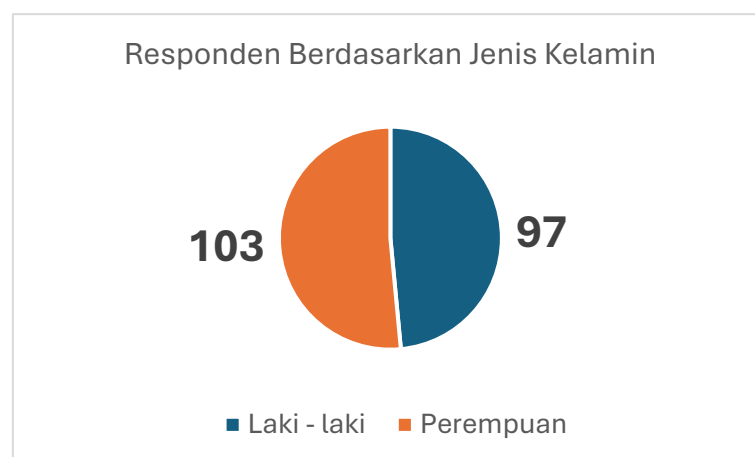 Responden Berdasarkan Jenis Kelamin
97
103
Laki - laki
Perempuan